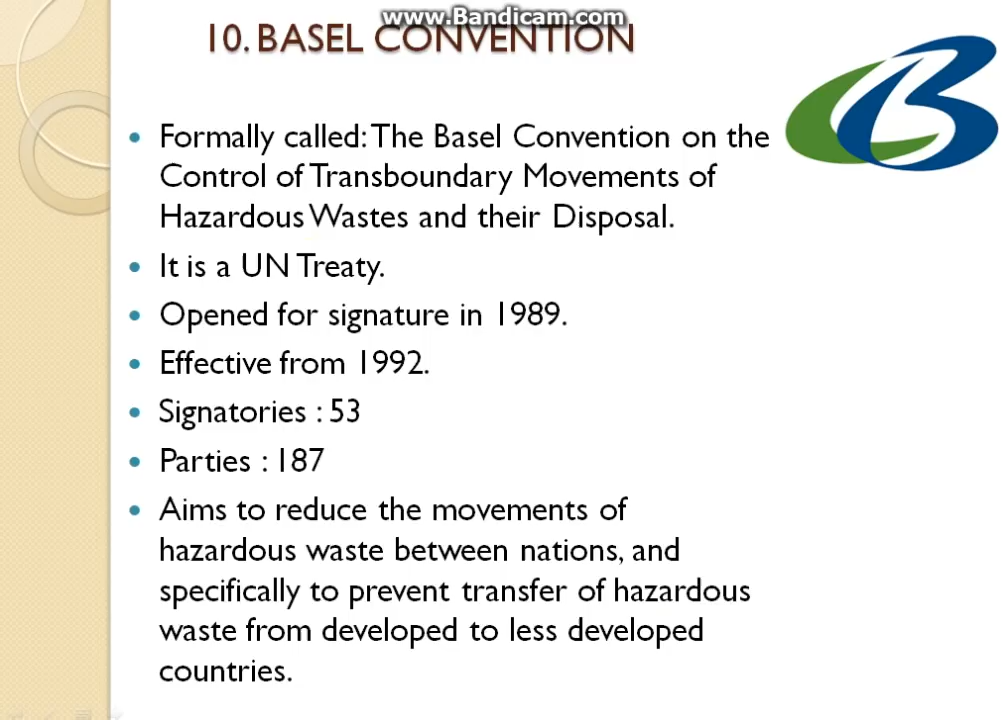 www.Bandicam.com
10. BASEL CONVENTION
• Formally called: The Basel Convention on the
Control of Transboundary Movements of
Hazardous Wastes and their Disposal.
• It is a UN Treaty.
• Opened for signature in 1989.
• Effective from 1992.
• Signatories : 53
• Parties : 187
• Aims to reduce the movements of
hazardous waste between nations, and
specifically to prevent transfer of hazardous
waste from developed to less developed
countries.